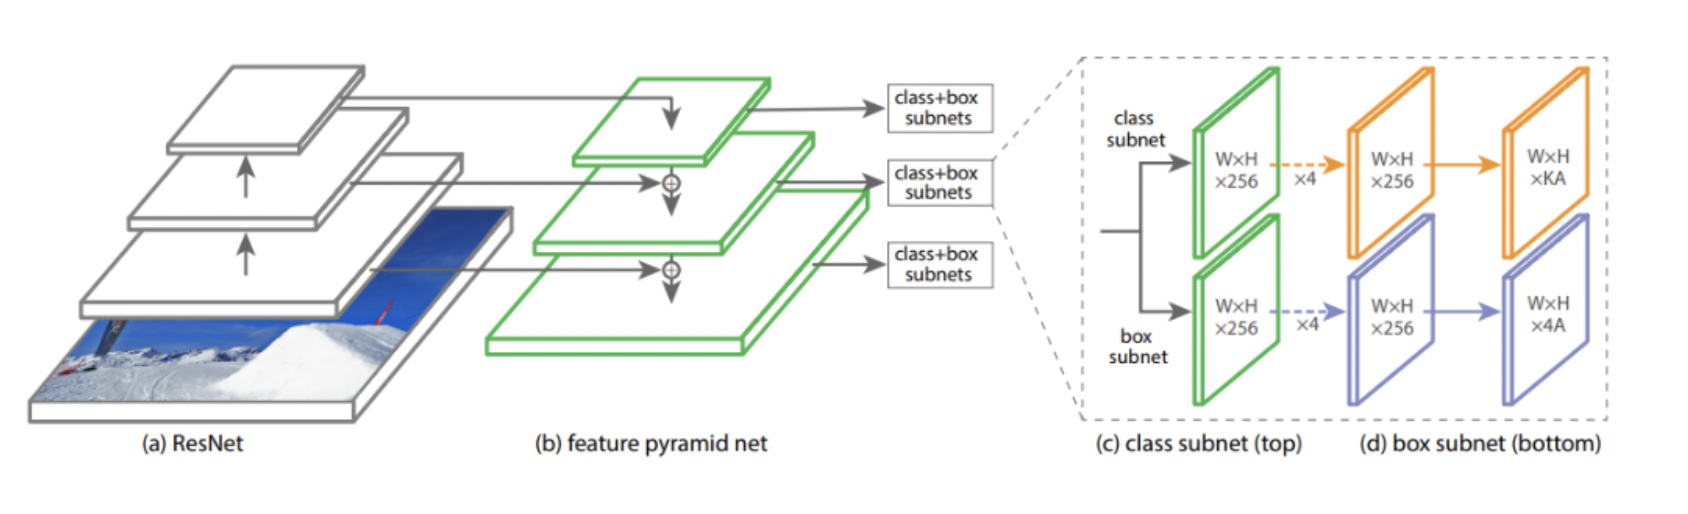 class+box
subnets
class+box
subnets
class+box
subnets
class
subnet
W×H
×256
×4
W×H
×256
W×H
×KA
box
subnet
W×H
×256
×4
W×H
×256
W×H
×4A
(a) ResNet
(b) feature pyramid net
(c) class subnet (top)
(d) box subnet (bottom)